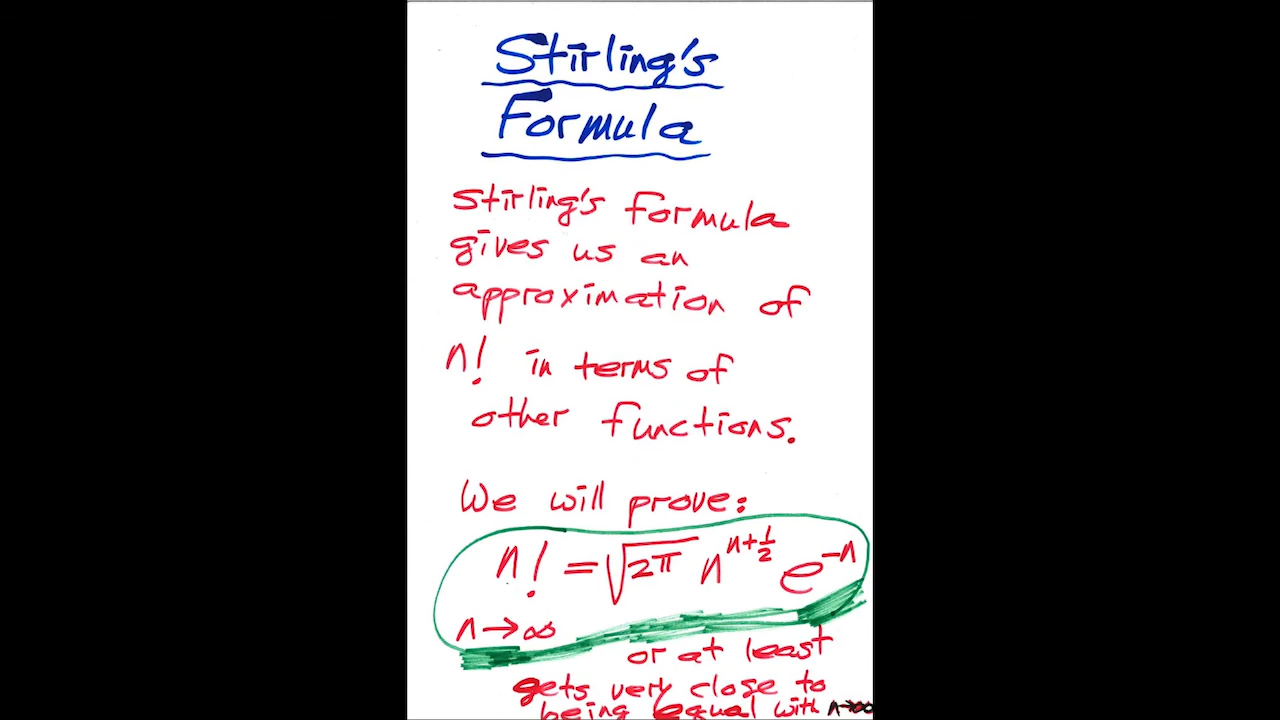 Stirling's
Formula
Stirling's formula
gives us an
approximation of
n! in terms of
other functions.
We will prove:
n! = √2π n^(n+1/2) e^(-n)
n→∞
or at least
gets very close to
being equal with n→∞